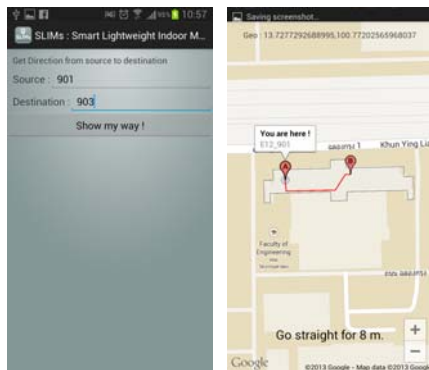 10:57
SLIMs : Smart Lightweight Indoor M...
Get Direction from source to destination
Source : 901
Destination : 903
Show my way !
Saving screenshot...
Geo : 13.7277292688995,100.77202565968037
You are here !
E12_901
Khun Ying Lu
A
B
Faculty of
Engineering
Go straight for 8 m.
+
−
Google
©2013 Google - Map data ©2013 Google